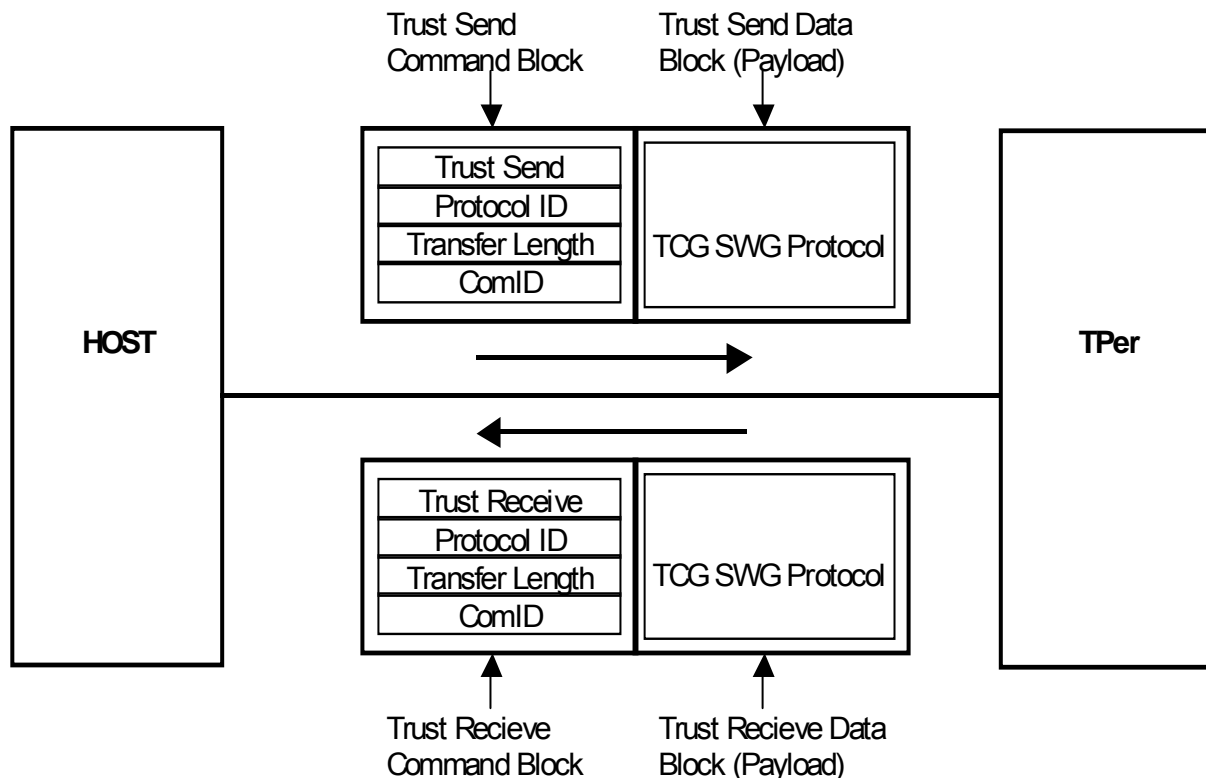 Trust Send
Command Block
Trust Send Data
Block (Payload)
Trust Send
Protocol ID
Transfer Length
ComID
TCG SWG Protocol
HOST
TPer
Trust Receive
Protocol ID
Transfer Length
ComID
TCG SWG Protocol
Trust Recieve
Command Block
Trust Recieve Data
Block (Payload)